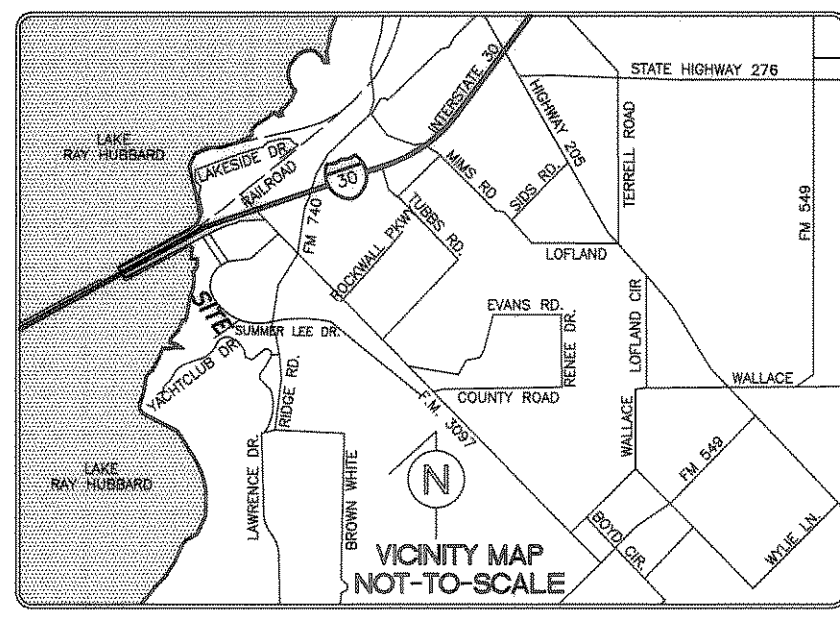 STATE HIGHWAY 276
INTERSTATE 30
HIGHWAY 205
TERRELL ROAD
FM 549
LAKE
RAY HUBBARD
LAKESIDE DR.
RAILROAD
30
MIMS RD
SIDS RD.
FM 740
TUBBS RD.
ROCKWALL PKWY
LOFLAND
SITE
SUMMER LEE DR.
EVANS RD.
RENEE DR.
LOFLAND CIR
YACHTCLUB DR
RIDGE RD.
F.M. 3097
COUNTY ROAD
WALLACE
WALLACE
LAKE
RAY HUBBARD
LAWRENCE DR.
BROWN WHITE
N
FM 549
BOYD CIR.
WYLIE LN.
VICINITY MAP
NOT-TO-SCALE